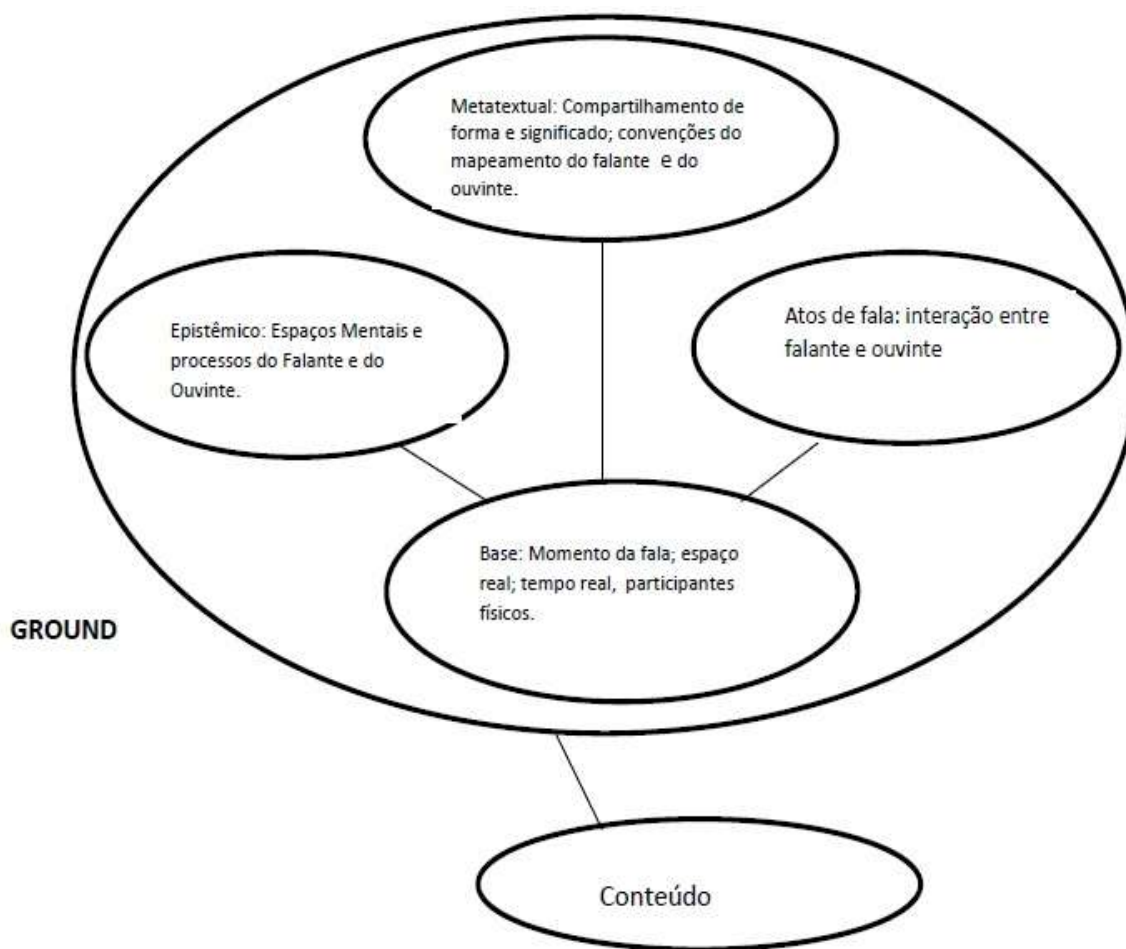 Metatextual: Compartilhamento de
forma e significado; convenções do
mapeamento do falante e do
ouvinte.
Epistêmico: Espaços Mentais e
processos do Falante e do
Ouvinte.
Atos de fala: interação entre
falante e ouvinte
Base: Momento da fala; espaço
real; tempo real, participantes
físicos.
GROUND
Conteúdo